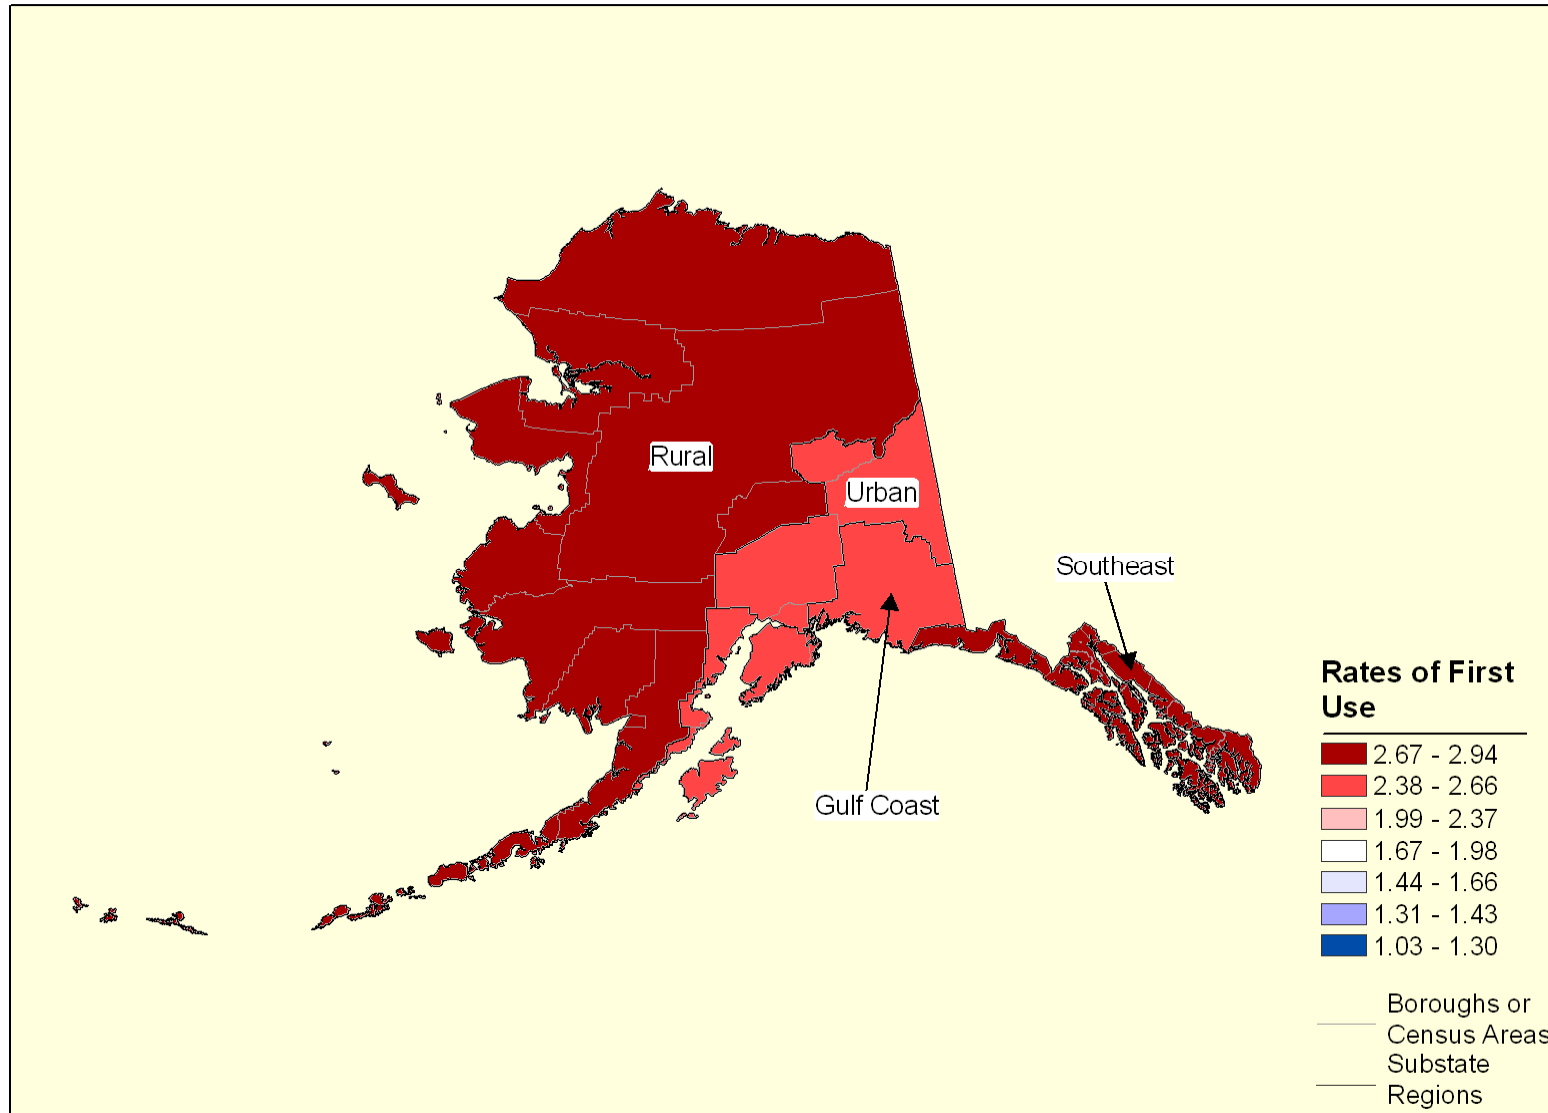 Rural
Urban
Southeast
Gulf Coast
Rates of First
Use
2.67 - 2.94
2.38 - 2.66
1.99 - 2.37
1.67 - 1.98
1.44 - 1.66
1.31 - 1.43
1.03 - 1.30
Boroughs or
Census Areas
Substate
Regions